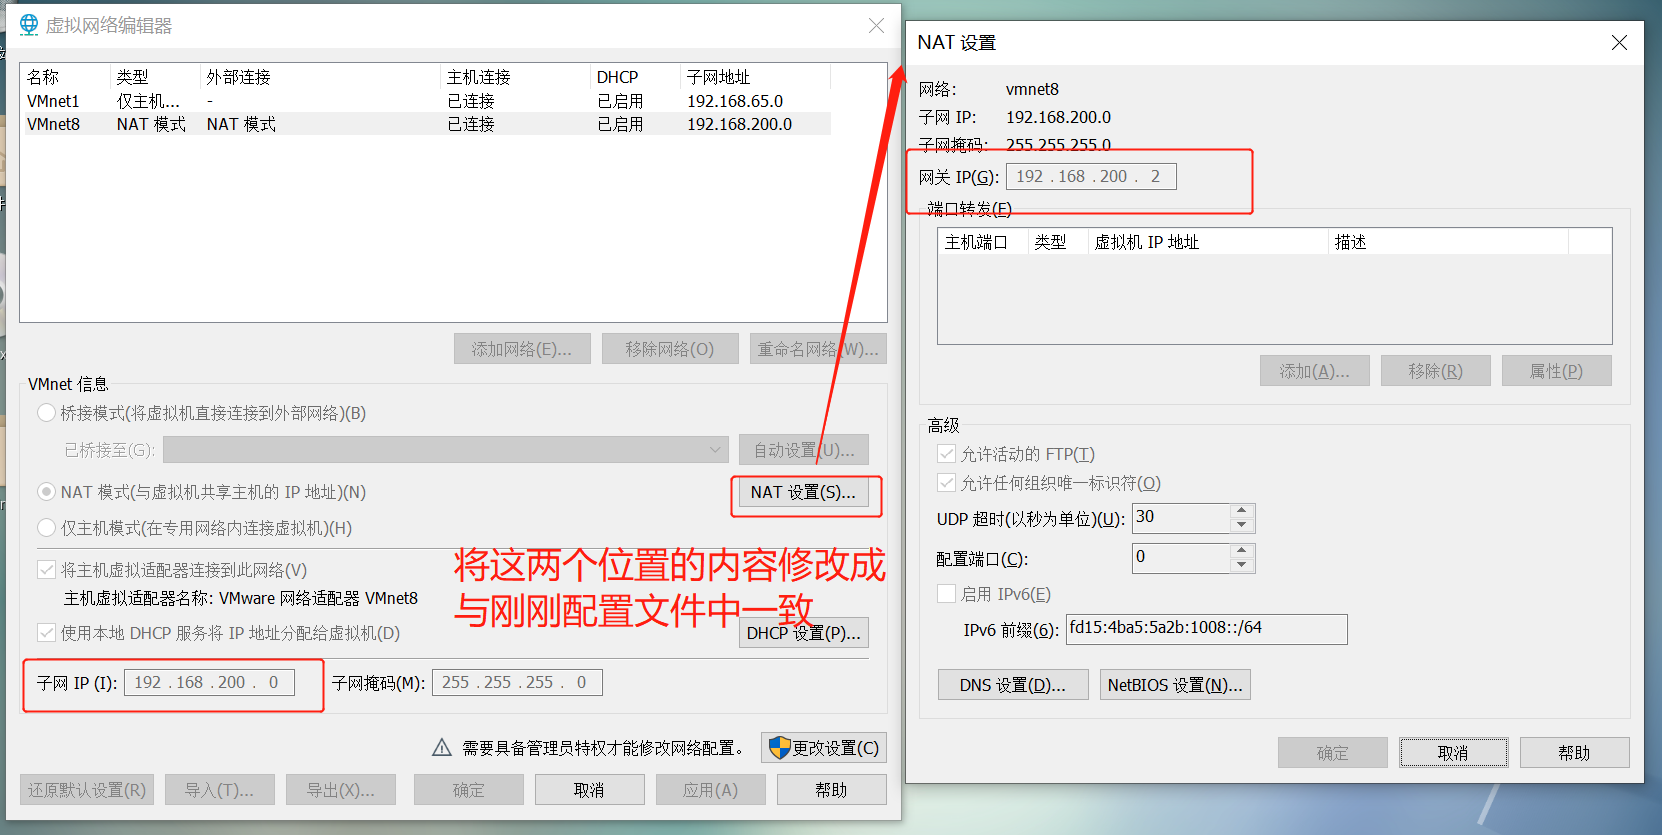 虚拟网络编辑器
名称 类型 外部连接 主机连接 DHCP 子网地址
VMnet1 仅主机... - 已连接 已启用 192.168.65.0
VMnet8 NAT 模式 NAT 模式 已连接 已启用 192.168.200.0
添加网络(E)... 移除网络(O) 重命名网络(W)...
VMnet 信息
桥接模式(将虚拟机直接连接到外部网络)(B)
已桥接至(G): 自动设置(U)...
NAT 模式(与虚拟机共享主机的 IP 地址)(N) NAT 设置(S)...
仅主机模式(在专用网络内连接虚拟机)(H)
将这两个位置的内容修改成
与刚刚配置文件中一致
将主机虚拟适配器连接到此网络(V)
主机虚拟适配器名称: VMware 网络适配器 VMnet8
使用本地 DHCP 服务将 IP 地址分配给虚拟机(D) DHCP 设置(P)...
子网 IP (I): 192 . 168 . 200 . 0 子网掩码(M): 255 . 255 . 255 . 0
需要具备管理员特权才能修改网络配置。 更改设置(C)
还原默认设置(R) 导入(T)... 导出(X)... 确定 取消 应用(A) 帮助
NAT 设置
网络: vmnet8
子网 IP: 192.168.200.0
子网掩码: 255.255.255.0
网关 IP(G): 192 . 168 . 200 . 2
端口转发(F)
主机端口 类型 虚拟机 IP 地址 描述
添加(A)... 移除(R) 属性(P)
高级
允许活动的 FTP(T)
允许任何组织唯一标识符(O)
UDP 超时(以秒为单位)(U): 30
配置端口(C): 0
启用 IPv6(E)
IPv6 前缀(6): fd15:4ba5:5a2b:1008::/64
DNS 设置(D)... NetBIOS 设置(N)...
确定 取消 帮助